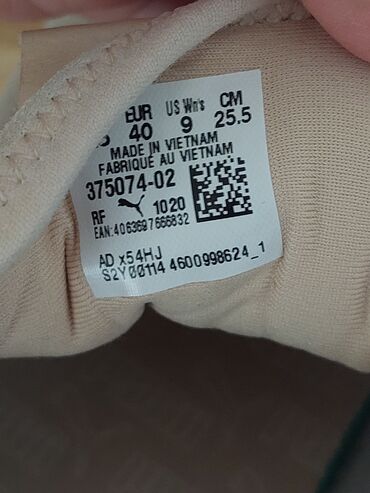 EUR US Wn's CM
40 9 25.5
MADE IN VIETNAM
FABRIQUÉ AU VIETNAM
375074-02
RF 1020
EAN:4063697666832
AD x54HJ
S2Y00114 4600998624_1